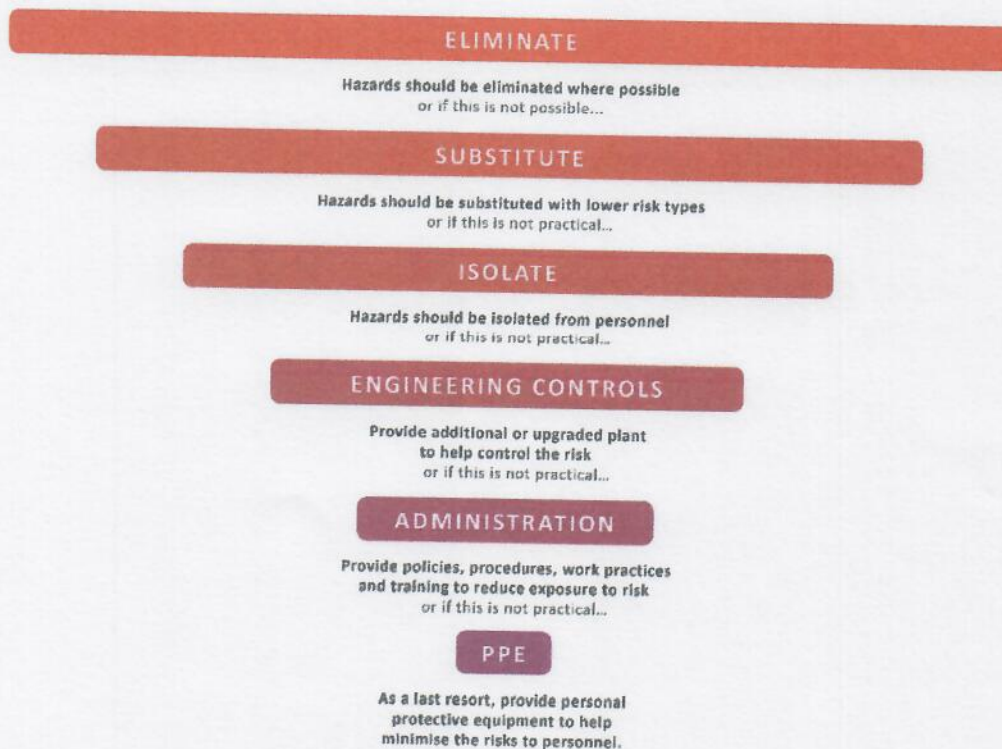 ELIMINATE
Hazards should be eliminated where possible
or if this is not possible...
SUBSTITUTE
Hazards should be substituted with lower risk types
or if this is not practical...
ISOLATE
Hazards should be isolated from personnel
or if this is not practical...
ENGINEERING CONTROLS
Provide additional or upgraded plant
to help control the risk
or if this is not practical...
ADMINISTRATION
Provide policies, procedures, work practices
and training to reduce exposure to risk
or if this is not practical...
PPE
As a last resort, provide personal
protective equipment to help
minimise the risks to personnel.